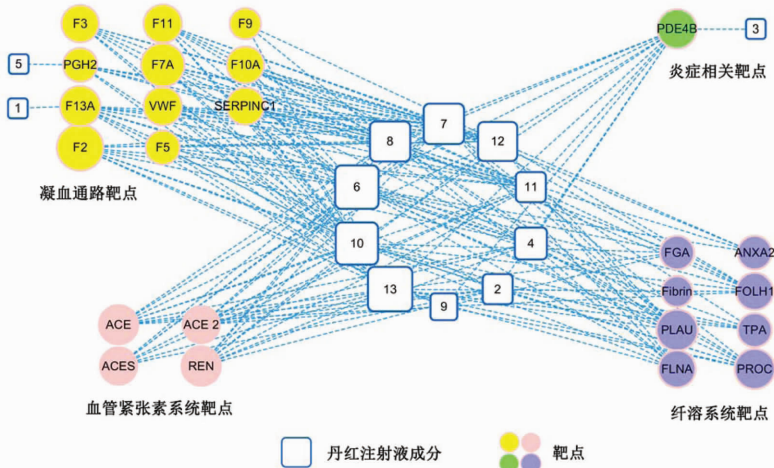 F3 F11 F9
PDE4B 3
5 PGH2 F7A F10A
炎症相关靶点
1 F13A VWF SERPINC1
7
8 12
F2 F5
6 11
凝血通路靶点
10 4
FGA ANXA2
13 2
Fibrin FOLH1
9
ACE ACE 2
PLAU TPA
ACES REN
FLNA PROC
血管紧张素系统靶点
纤溶系统靶点
丹红注射液成分
靶点